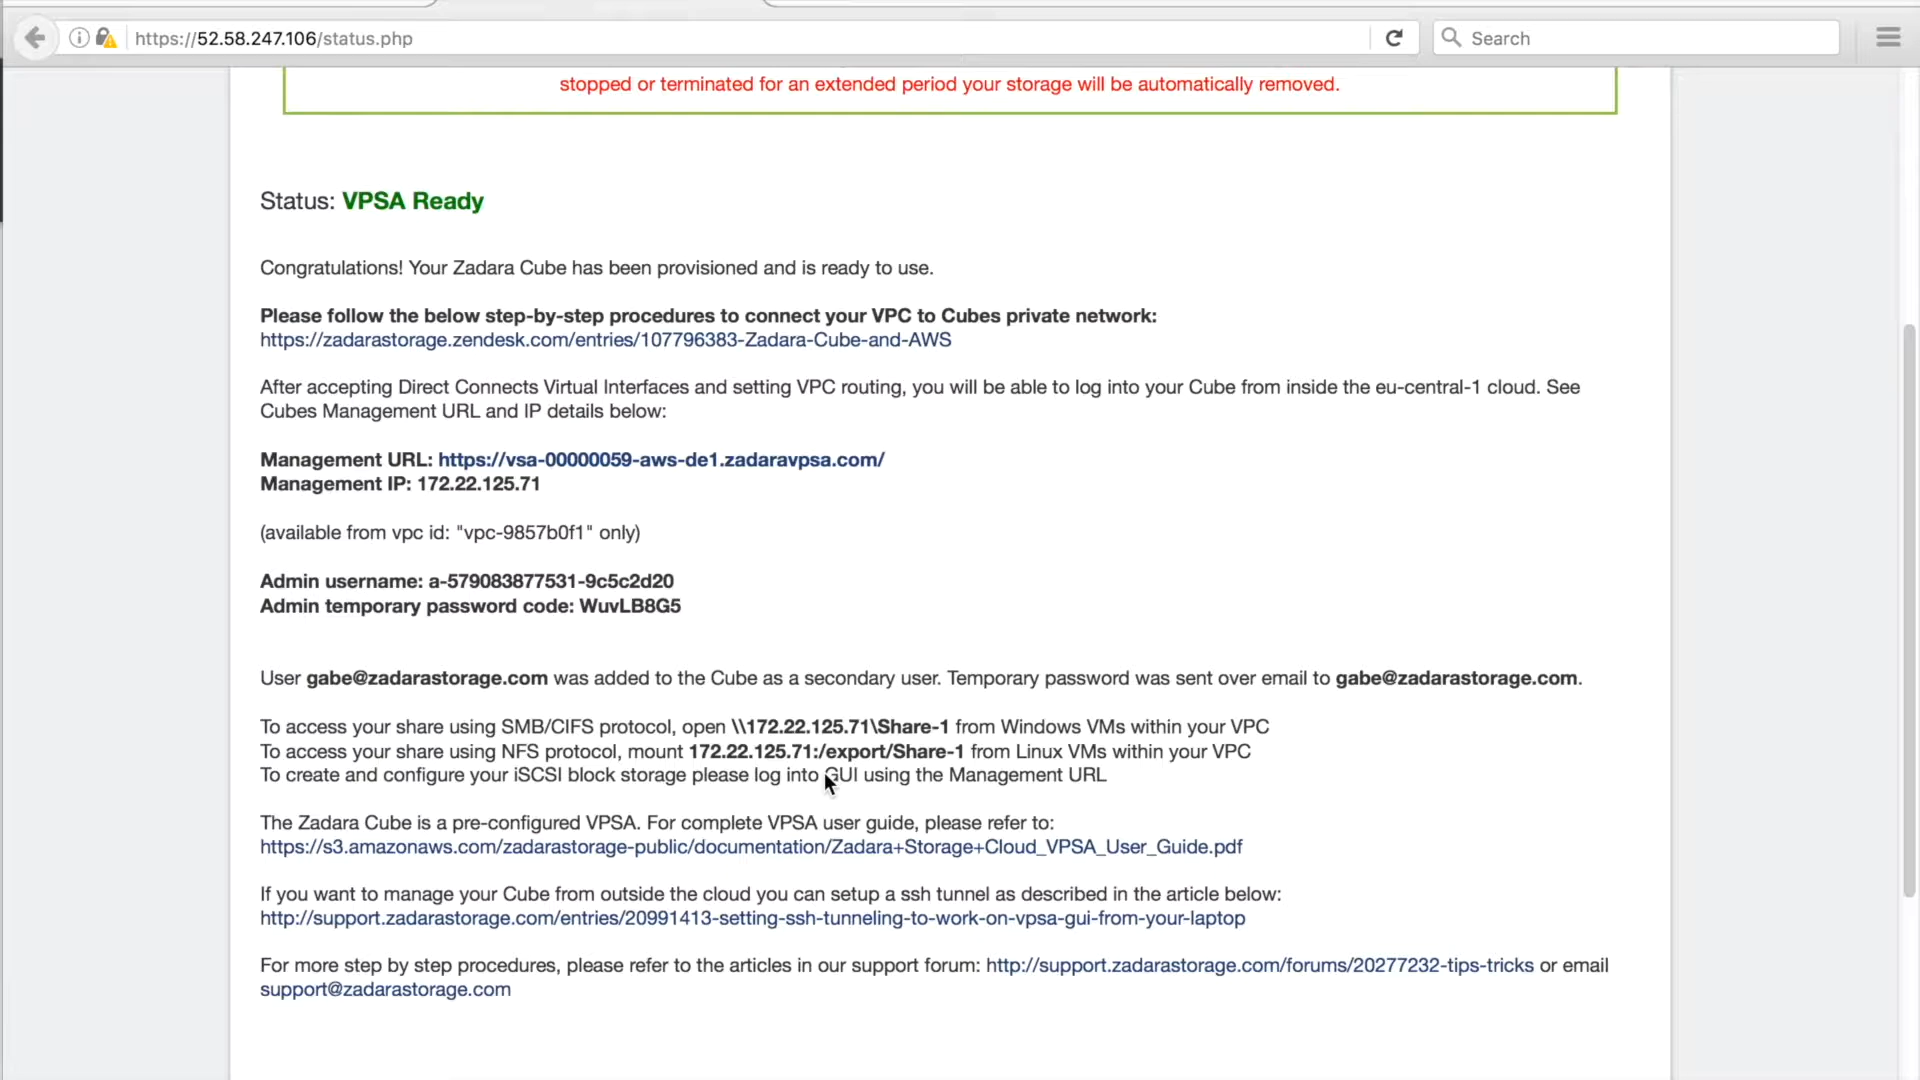 https://52.58.247.106/status.php
Search
stopped or terminated for an extended period your storage will be automatically removed.
Status: VPSA Ready
Congratulations! Your Zadara Cube has been provisioned and is ready to use.
Please follow the below step-by-step procedures to connect your VPC to Cubes private network:
https://zadarastorage.zendesk.com/entries/107796383-Zadara-Cube-and-AWS
After accepting Direct Connects Virtual Interfaces and setting VPC routing, you will be able to log into your Cube from inside the eu-central-1 cloud. See
Cubes Management URL and IP details below:
Management URL: https://vsa-00000059-aws-de1.zadaravpsa.com/
Management IP: 172.22.125.71
(available from vpc id: "vpc-9857b0f1" only)
Admin username: a-579083877531-9c5c2d20
Admin temporary password code: WuvLB8G5
User gabe@zadarastorage.com was added to the Cube as a secondary user. Temporary password was sent over email to gabe@zadarastorage.com.
To access your share using SMB/CIFS protocol, open \\172.22.125.71\Share-1 from Windows VMs within your VPC
To access your share using NFS protocol, mount 172.22.125.71:/export/Share-1 from Linux VMs within your VPC
To create and configure your iSCSI block storage please log into GUI using the Management URL
The Zadara Cube is a pre-configured VPSA. For complete VPSA user guide, please refer to:
https://s3.amazonaws.com/zadarastorage-public/documentation/Zadara+Storage+Cloud_VPSA_User_Guide.pdf
If you want to manage your Cube from outside the cloud you can setup a ssh tunnel as described in the article below:
http://support.zadarastorage.com/entries/20991413-setting-ssh-tunneling-to-work-on-vpsa-gui-from-your-laptop
For more step by step procedures, please refer to the articles in our support forum: http://support.zadarastorage.com/forums/20277232-tips-tricks or email
support@zadarastorage.com